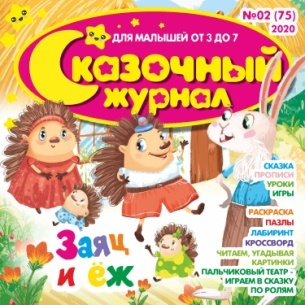 №02 (75)
2020
ДЛЯ МАЛЫШЕЙ ОТ 3 ДО 7
Сказочный
журнал
СКАЗКА
ПРОПИСИ
УРОКИ
ИГРЫ
РАСКРАСКА
ПАЗЛЫ
ЛАБИРИНТ
КРОССВОРД
ЧИТАЕМ, УГАДЫВАЯ
КАРТИНКИ
ПАЛЬЧИКОВЫЙ ТЕАТР -
ИГРАЕМ В СКАЗКУ
ПО РОЛЯМ
Заяц
и ёж